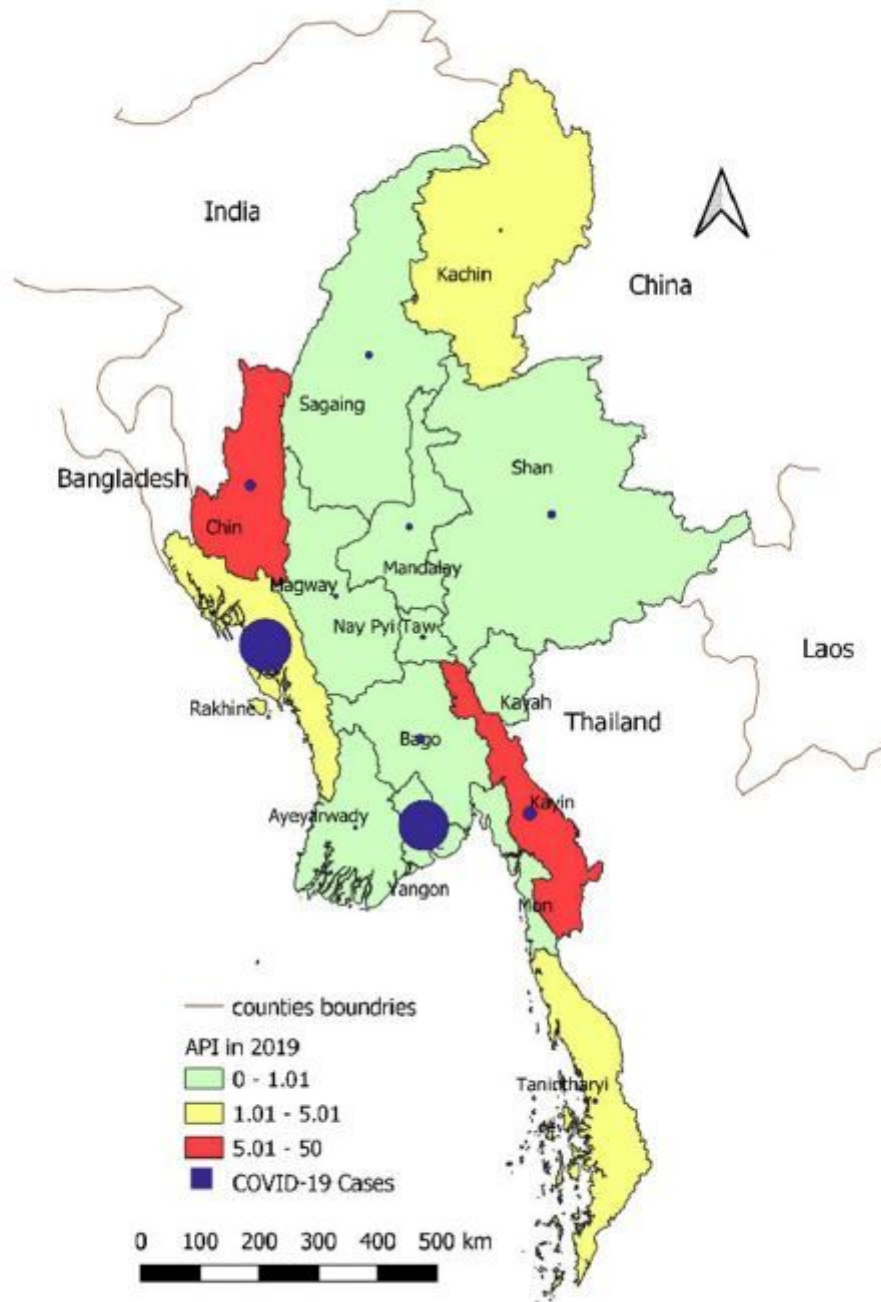 India
China
Kachin
Sagaing
Shan
Bangladesh
Chin
Mandalay
Magway
Nay Pyi Taw
Laos
Rakhine
Kayah
Thailand
Bago
Kayin
Ayeyarwady
Yangon
Mon
Tanintharyi
counties boundries
API in 2019
0 - 1.01
1.01 - 5.01
5.01 - 50
COVID-19 Cases
0 100 200 300 400 500 km